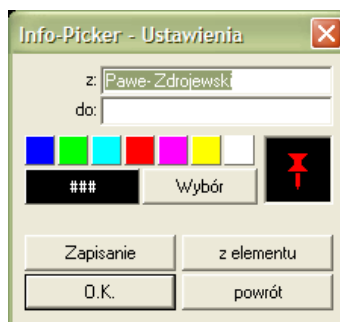 Info-Picker - Ustawienia
z: Pawe- Zdrojewski
do:
### Wybór
Zapisanie z elementu
O.K. powrót